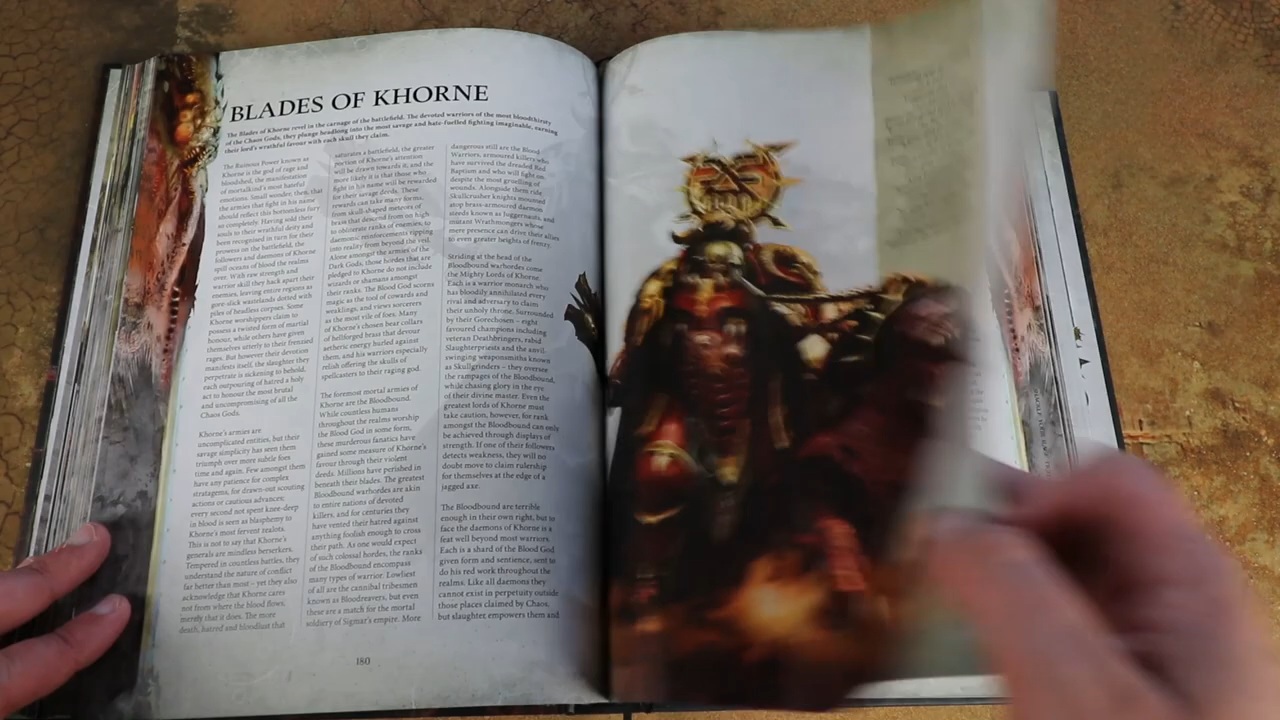 BLADES OF KHORNE
The Blades of Khorne revel in the carnage of the battlefield. The devoted warriors of the most bloodthirsty
of the Chaos Gods, they plunge headlong into the most savage and hate-fuelled fighting imaginable, earning
their lord's wrathful favour with each skull they claim.
The Ruinous Power known as
Khorne is the god of rage and
bloodshed, the manifestation
of mortalkind's most hateful
emotions. Small wonder, then, that
the armies that fight in his name
should reflect this bottomless fury
so completely. Having sold their
souls to their wrathful deity and
been recognised in turn for their
prowess on the battlefield, the
followers and daemons of Khorne
spill oceans of blood the realms
over. With raw strength and
warrior skill they hack apart their
enemies, leaving entire regions as
gore-slick wastelands dotted with
piles of headless corpses. Some
Khorne worshippers claim to
possess a twisted form of martial
honour, while others have given
themselves utterly to their frenzied
rages. But however their devotion
manifests itself, the slaughter they
perpetrate is sickening to behold,
each outpouring of hatred a holy
act to honour the most brutal
and uncompromising of all the
Chaos Gods.
Khorne's armies are
uncomplicated entities, but their
savage simplicity has seen them
triumph over more subtle foes
time and again. Few amongst them
have any patience for complex
stratagems, for drawn-out scouting
actions or cautious advances;
every second not spent knee-deep
in blood is seen as blasphemy to
Khorne's most fervent zealots.
This is not to say that Khorne's
generals are mindless berserkers.
Tempered in countless battles, they
understand the nature of conflict
far better than most – yet they also
acknowledge that Khorne cares
not from where the blood flows,
merely that it does. The more
death, hatred and bloodlust that
saturates a battlefield, the greater
portion of Khorne's attention
will be drawn towards it, and the
more likely it is that those who
fight in his name will be rewarded
for their savage deeds. These
rewards can take many forms,
from skull-shaped meteors of
brass that descend from on high
to obliterate ranks of enemies, to
daemonic reinforcements ripping
into reality from beyond the veil.
Alone amongst the armies of the
Dark Gods, those hordes that are
pledged to Khorne do not include
wizards or shamans amongst
their ranks. The Blood God scorns
magic as the tool of cowards and
weaklings, and views sorcerers
as the most vile of foes. Many
of Khorne's chosen bear collars
of hellforged brass that devour
aetheric energy hurled against
them, and his warriors especially
relish offering the skulls of
spellcasters to their raging god.
The foremost mortal armies of
Khorne are the Bloodbound.
While countless humans
throughout the realms worship
the Blood God in some form,
these murderous fanatics have
gained some measure of Khorne's
favour through their violent
deeds. Millions have perished in
beneath their blades. The greatest
Bloodbound warhordes are akin
to entire nations of devoted
killers, and for centuries they
have vented their hatred against
anything foolish enough to cross
their path. As one would expect
of such colossal hordes, the ranks
of the Bloodbound encompass
many types of warrior. Lowliest
of all are the cannibal tribesmen
known as Bloodreavers, but even
these are a match for the mortal
soldiery of Sigmar's empire. More
dangerous still are the Blood
Warriors, armoured killers who
have survived the dreaded Red
Baptism and who will fight on
despite the most gruelling of
wounds. Alongside them ride
Skullcrusher knights mounted
atop brass-armoured daemon
steeds known as Juggernauts, and
mutant Wrathmongers whose
mere presence can drive their allies
to even greater heights of frenzy.
Striding at the head of the
Bloodbound warhordes come
the Mighty Lords of Khorne.
Each is a warrior monarch who
has bloodily annihilated every
rival and adversary to claim
their unholy throne. Surrounded
by their Gorechosen – eight
favoured champions including
veteran Deathbringers, rabid
Slaughterpriests and the anvil-
swinging weaponsmiths known
as Skullgrinders – they oversee
the rampages of the Bloodbound,
while chasing glory in the eye
of their divine master. Even the
greatest lords of Khorne must
take caution, however, for rank
amongst the Bloodbound can only
be achieved through displays of
strength. If one of their followers
detects weakness, they will no
doubt move to claim rulership
for themselves at the edge of a
jagged axe.
The Bloodbound are terrible
enough in their own right, but to
face the daemons of Khorne is a
feat well beyond most warriors.
Each is a shard of the Blood God
given form and sentience, sent to
do his red work throughout the
realms. Like all daemons they
cannot exist in perpetuity outside
those places claimed by Chaos,
but slaughter empowers them and
180